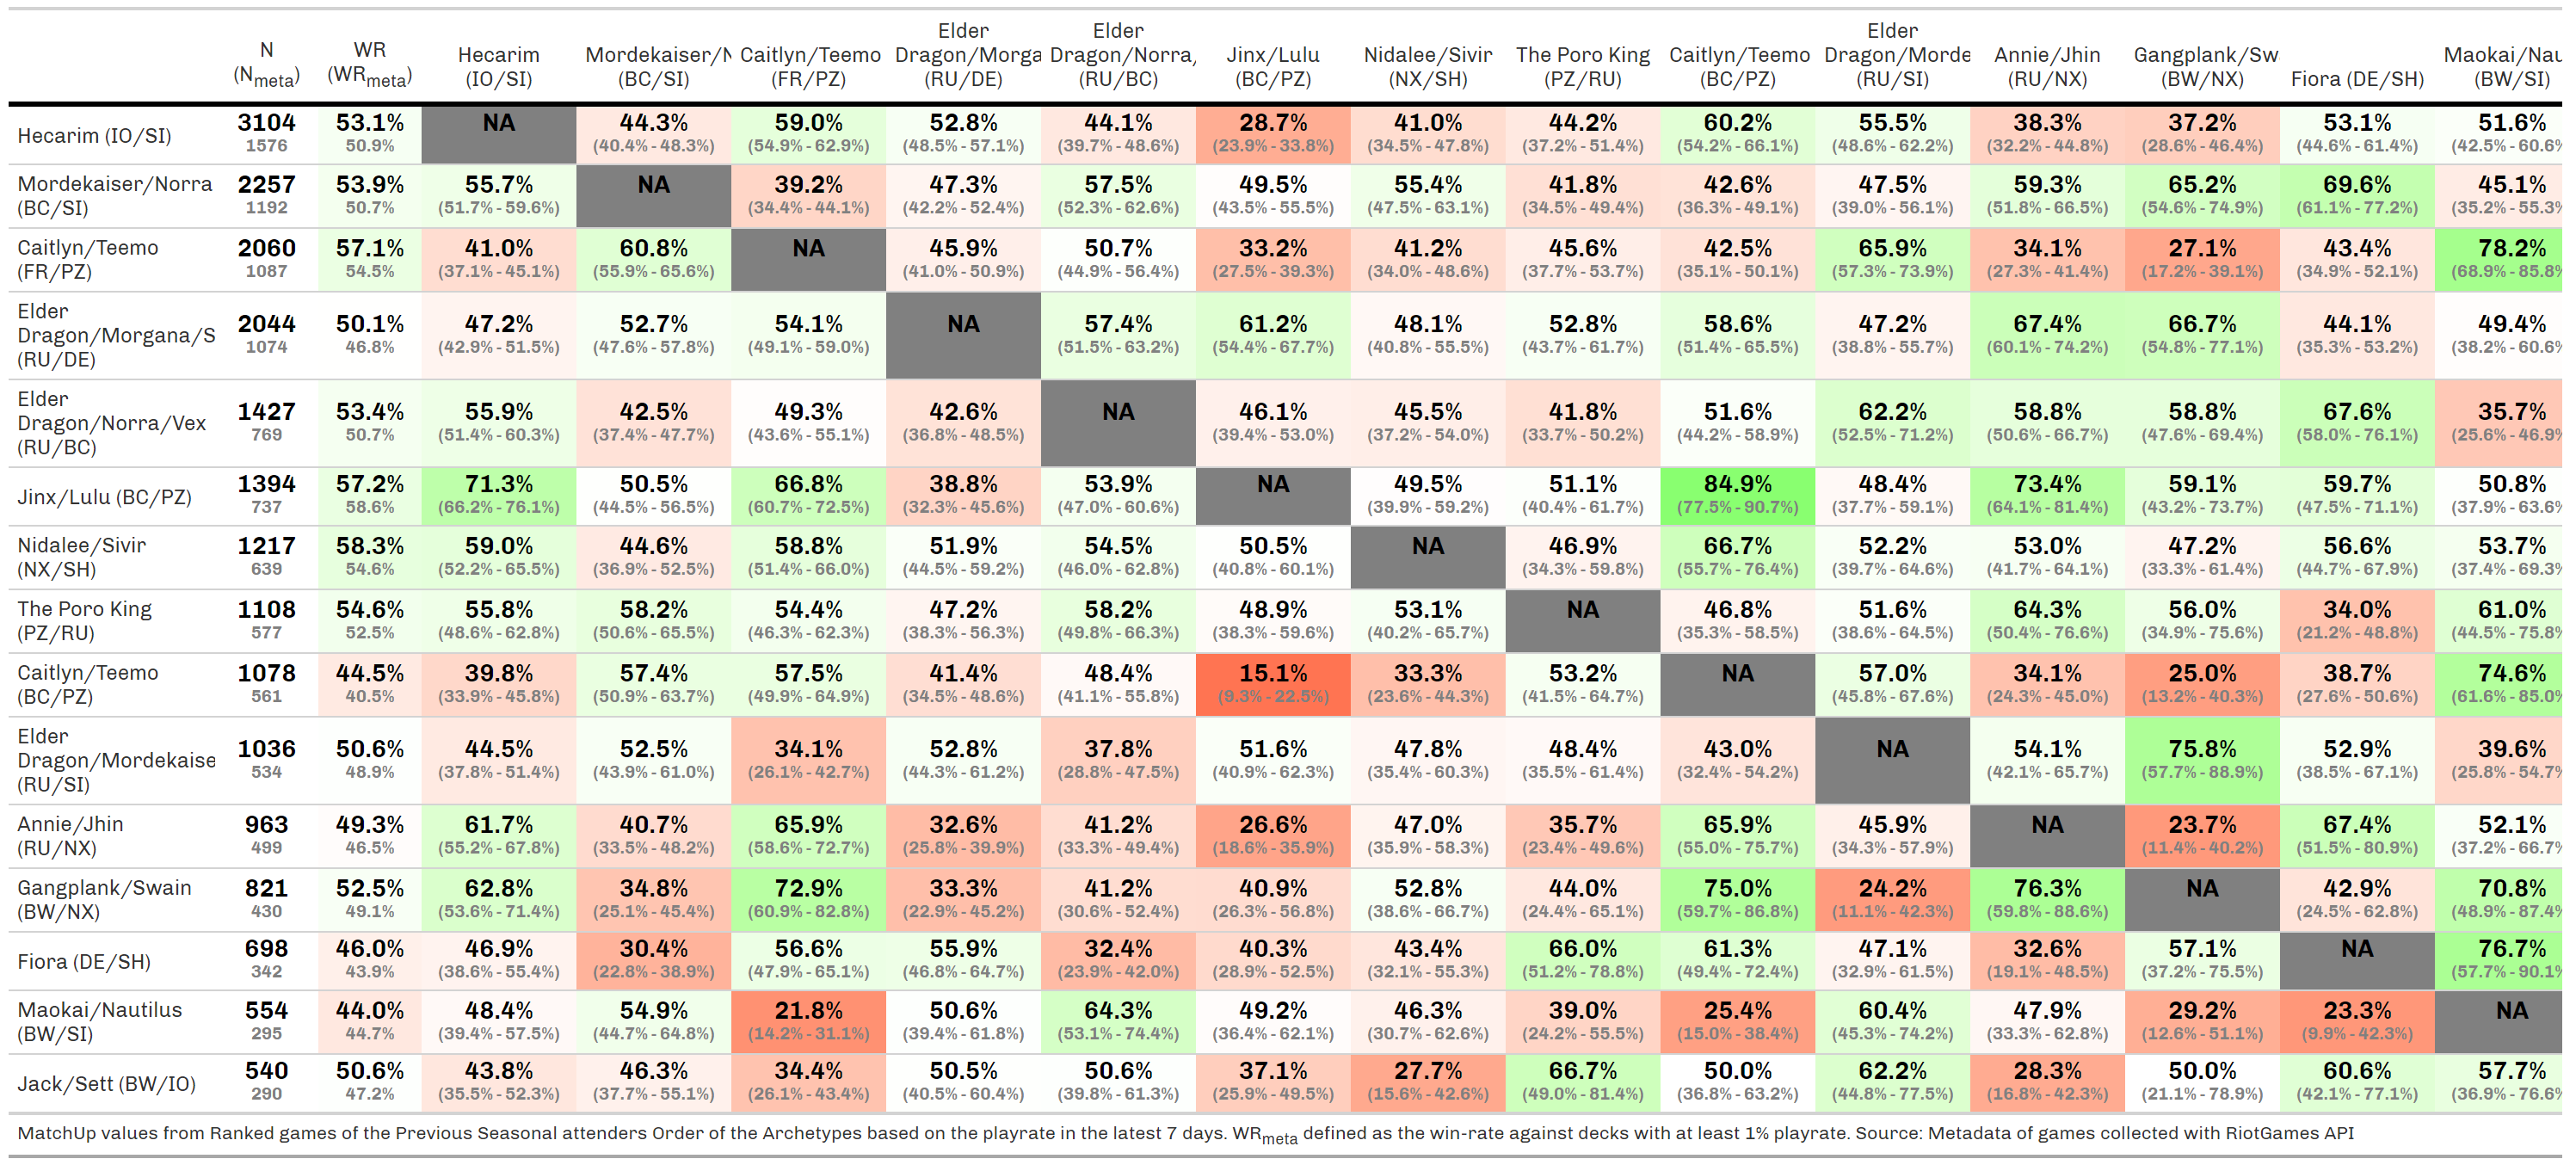 N (N meta) WR (WR meta) Hecarim (IO/SI) Mordekaiser/N (BC/SI) Caitlyn/Teemo (FR/PZ) Elder Dragon/Morga (RU/DE) Elder Dragon/Norra, (RU/BC) Jinx/Lulu (BC/PZ) Nidalee/Sivir (NX/SH) The Poro King (PZ/RU) Caitlyn/Teemo (BC/PZ) Elder Dragon/Morde (RU/SI) Annie/Jhin (RU/NX) Gangplank/Sw (BW/NX) Fiora (DE/SH) Maokai/Nau (BW/SI)
Hecarim (IO/SI) 3104 53.1% NA 44.3% 59.0% 52.8% 44.1% 28.7% 41.0% 44.2% 60.2% 55.5% 38.3% 37.2% 53.1% 51.6%
1576 50.9% (40.4% - 48.3%) (54.9% - 62.9%) (48.5% - 57.1%) (39.7% - 48.6%) (23.9% - 33.8%) (34.5% - 47.8%) (37.2% - 51.4%) (54.2% - 66.1%) (48.6% - 62.2%) (32.2% - 44.8%) (28.6% - 46.4%) (44.6% - 61.4%) (42.5% - 60.6%
Mordekaiser/Norra (BC/SI) 2257 53.9% 55.7% NA 39.2% 47.3% 57.5% 49.5% 55.4% 41.8% 42.6% 47.5% 59.3% 65.2% 69.6% 45.1%
1192 50.7% (51.7% - 59.6%) (34.4% - 44.1%) (42.2% - 52.4%) (52.3% - 62.6%) (43.5% - 55.5%) (47.5% - 63.1%) (34.5% - 49.4%) (36.3% - 49.1%) (39.0% - 56.1%) (51.8% - 66.5%) (54.6% - 74.9%) (61.1% - 77.2%) (35.2% - 55.3%
Caitlyn/Teemo (FR/PZ) 2060 57.1% 41.0% 60.8% NA 45.9% 50.7% 33.2% 41.2% 45.6% 42.5% 65.9% 34.1% 27.1% 43.4% 78.2%
1087 54.5% (37.1% - 45.1%) (55.9% - 65.6%) (41.0% - 50.9%) (44.9% - 56.4%) (27.5% - 39.3%) (34.0% - 48.6%) (37.7% - 53.7%) (35.1% - 50.1%) (57.3% - 73.9%) (27.3% - 41.4%) (17.2% - 39.1%) (34.9% - 52.1%) (68.9% - 85.8%
Elder Dragon/Morgana/S (RU/DE) 2044 50.1% 47.2% 52.7% 54.1% NA 57.4% 61.2% 48.1% 52.8% 58.6% 47.2% 67.4% 66.7% 44.1% 49.4%
1074 46.8% (42.9% - 51.5%) (47.6% - 57.8%) (49.1% - 59.0%) (51.5% - 63.2%) (54.4% - 67.7%) (40.8% - 55.5%) (43.7% - 61.7%) (51.4% - 65.5%) (38.8% - 55.7%) (60.1% - 74.2%) (54.8% - 77.1%) (35.3% - 53.2%) (38.2% - 60.6%
Elder Dragon/Norra/Vex (RU/BC) 1427 53.4% 55.9% 42.5% 49.3% 42.6% NA 46.1% 45.5% 41.8% 51.6% 62.2% 58.8% 58.8% 67.6% 35.7%
769 50.7% (51.4% - 60.3%) (37.4% - 47.7%) (43.6% - 55.1%) (36.8% - 48.5%) (39.4% - 53.0%) (37.2% - 54.0%) (33.7% - 50.2%) (44.2% - 58.9%) (52.5% - 71.2%) (50.6% - 66.7%) (47.6% - 69.4%) (58.0% - 76.1%) (25.6% - 46.9%
Jinx/Lulu (BC/PZ) 1394 57.2% 71.3% 50.5% 66.8% 38.8% 53.9% NA 49.5% 51.1% 84.9% 48.4% 73.4% 59.1% 59.7% 50.8%
737 58.6% (66.2% - 76.1%) (44.5% - 56.5%) (60.7% - 72.5%) (32.3% - 45.6%) (47.0% - 60.6%) (39.9% - 59.2%) (40.4% - 61.7%) (77.5% - 90.7%) (37.7% - 59.1%) (64.1% - 81.4%) (43.2% - 73.7%) (47.5% - 71.1%) (37.9% - 63.6%
Nidalee/Sivir (NX/SH) 1217 58.3% 59.0% 44.6% 58.8% 51.9% 54.5% 50.5% NA 46.9% 66.7% 52.2% 53.0% 47.2% 56.6% 53.7%
639 54.6% (52.2% - 65.5%) (36.9% - 52.5%) (51.4% - 66.0%) (44.5% - 59.2%) (46.0% - 62.8%) (40.8% - 60.1%) (34.3% - 59.8%) (55.7% - 76.4%) (39.7% - 64.6%) (41.7% - 64.1%) (33.3% - 61.4%) (44.7% - 67.9%) (37.4% - 69.3%
The Poro King (PZ/RU) 1108 54.6% 55.8% 58.2% 54.4% 47.2% 58.2% 48.9% 53.1% NA 46.8% 51.6% 64.3% 56.0% 34.0% 61.0%
577 52.5% (48.6% - 62.8%) (50.6% - 65.5%) (46.3% - 62.3%) (38.3% - 56.3%) (49.8% - 66.3%) (38.3% - 59.6%) (40.2% - 65.7%) (35.3% - 58.5%) (38.6% - 64.5%) (50.4% - 76.6%) (34.9% - 75.6%) (21.2% - 48.8%) (44.5% - 75.8%
Caitlyn/Teemo (BC/PZ) 1078 44.5% 39.8% 57.4% 57.5% 41.4% 48.4% 15.1% 33.3% 53.2% NA 57.0% 34.1% 25.0% 38.7% 74.6%
561 40.5% (33.9% - 45.8%) (50.9% - 63.7%) (49.9% - 64.9%) (34.5% - 48.6%) (41.1% - 55.8%) (9.3% - 22.5%) (23.6% - 44.3%) (41.5% - 64.7%) (45.8% - 67.6%) (24.3% - 45.0%) (13.2% - 40.3%) (27.6% - 50.6%) (61.6% - 85.0%
Elder Dragon/Mordekaise (RU/SI) 1036 50.6% 44.5% 52.5% 34.1% 52.8% 37.8% 51.6% 47.8% 48.4% 43.0% NA 54.1% 75.8% 52.9% 39.6%
534 48.9% (37.8% - 51.4%) (43.9% - 61.0%) (26.1% - 42.7%) (44.3% - 61.2%) (28.8% - 47.5%) (40.9% - 62.3%) (35.4% - 60.3%) (35.5% - 61.4%) (32.4% - 54.2%) (42.1% - 65.7%) (57.7% - 88.9%) (38.5% - 67.1%) (25.8% - 54.7%
Annie/Jhin (RU/NX) 963 49.3% 61.7% 40.7% 65.9% 32.6% 41.2% 26.6% 47.0% 35.7% 65.9% 45.9% NA 23.7% 67.4% 52.1%
499 46.5% (55.2% - 67.8%) (33.5% - 48.2%) (58.6% - 72.7%) (25.8% - 39.9%) (33.3% - 49.4%) (18.6% - 35.9%) (35.9% - 58.3%) (23.4% - 49.6%) (55.0% - 75.7%) (34.3% - 57.9%) (11.4% - 40.2%) (51.5% - 80.9%) (37.2% - 66.7%
Gangplank/Swain (BW/NX) 821 52.5% 62.8% 34.8% 72.9% 33.3% 41.2% 40.9% 52.8% 44.0% 75.0% 24.2% 76.3% NA 42.9% 70.8%
430 49.1% (53.6% - 71.4%) (25.1% - 45.4%) (60.9% - 82.8%) (22.9% - 45.2%) (30.6% - 52.4%) (26.3% - 56.8%) (38.6% - 66.7%) (24.4% - 65.1%) (59.7% - 86.8%) (11.1% - 42.3%) (59.8% - 88.6%) (24.5% - 62.8%) (48.9% - 87.4%
Fiora (DE/SH) 698 46.0% 46.9% 30.4% 56.6% 55.9% 32.4% 40.3% 43.4% 66.0% 61.3% 47.1% 32.6% 57.1% NA 76.7%
342 43.9% (38.6% - 55.4%) (22.8% - 38.9%) (47.9% - 65.1%) (46.8% - 64.7%) (23.9% - 42.0%) (28.9% - 52.5%) (32.1% - 55.3%) (51.2% - 78.8%) (49.4% - 72.4%) (32.9% - 61.5%) (19.1% - 48.5%) (37.2% - 75.5%) (57.7% - 90.1%
Maokai/Nautilus (BW/SI) 554 44.0% 48.4% 54.9% 21.8% 50.6% 64.3% 49.2% 46.3% 39.0% 25.4% 60.4% 47.9% 29.2% 23.3% NA
295 44.7% (39.4% - 57.5%) (44.7% - 64.8%) (14.2% - 31.1%) (39.4% - 61.8%) (53.1% - 74.4%) (36.4% - 62.1%) (30.7% - 62.6%) (24.2% - 55.5%) (15.0% - 38.4%) (45.3% - 74.2%) (33.3% - 62.8%) (12.6% - 51.1%) (9.9% - 42.3%)
Jack/Sett (BW/IO) 540 50.6% 43.8% 46.3% 34.4% 50.5% 50.6% 37.1% 27.7% 66.7% 50.0% 62.2% 28.3% 50.0% 60.6% 57.7%
290 47.2% (35.5% - 52.3%) (37.7% - 55.1%) (26.1% - 43.4%) (40.5% - 60.4%) (39.8% - 61.3%) (25.9% - 49.5%) (15.6% - 42.6%) (49.0% - 81.4%) (36.8% - 63.2%) (44.8% - 77.5%) (16.8% - 42.3%) (21.1% - 78.9%) (42.1% - 77.1%) (36.9% - 76.6%
MatchUp values from Ranked games of the Previous Seasonal attenders Order of the Archetypes based on the playrate in the latest 7 days. WR meta defined as the win-rate against decks with at least 1% playrate. Source: Metadata of games collected with RiotGames API